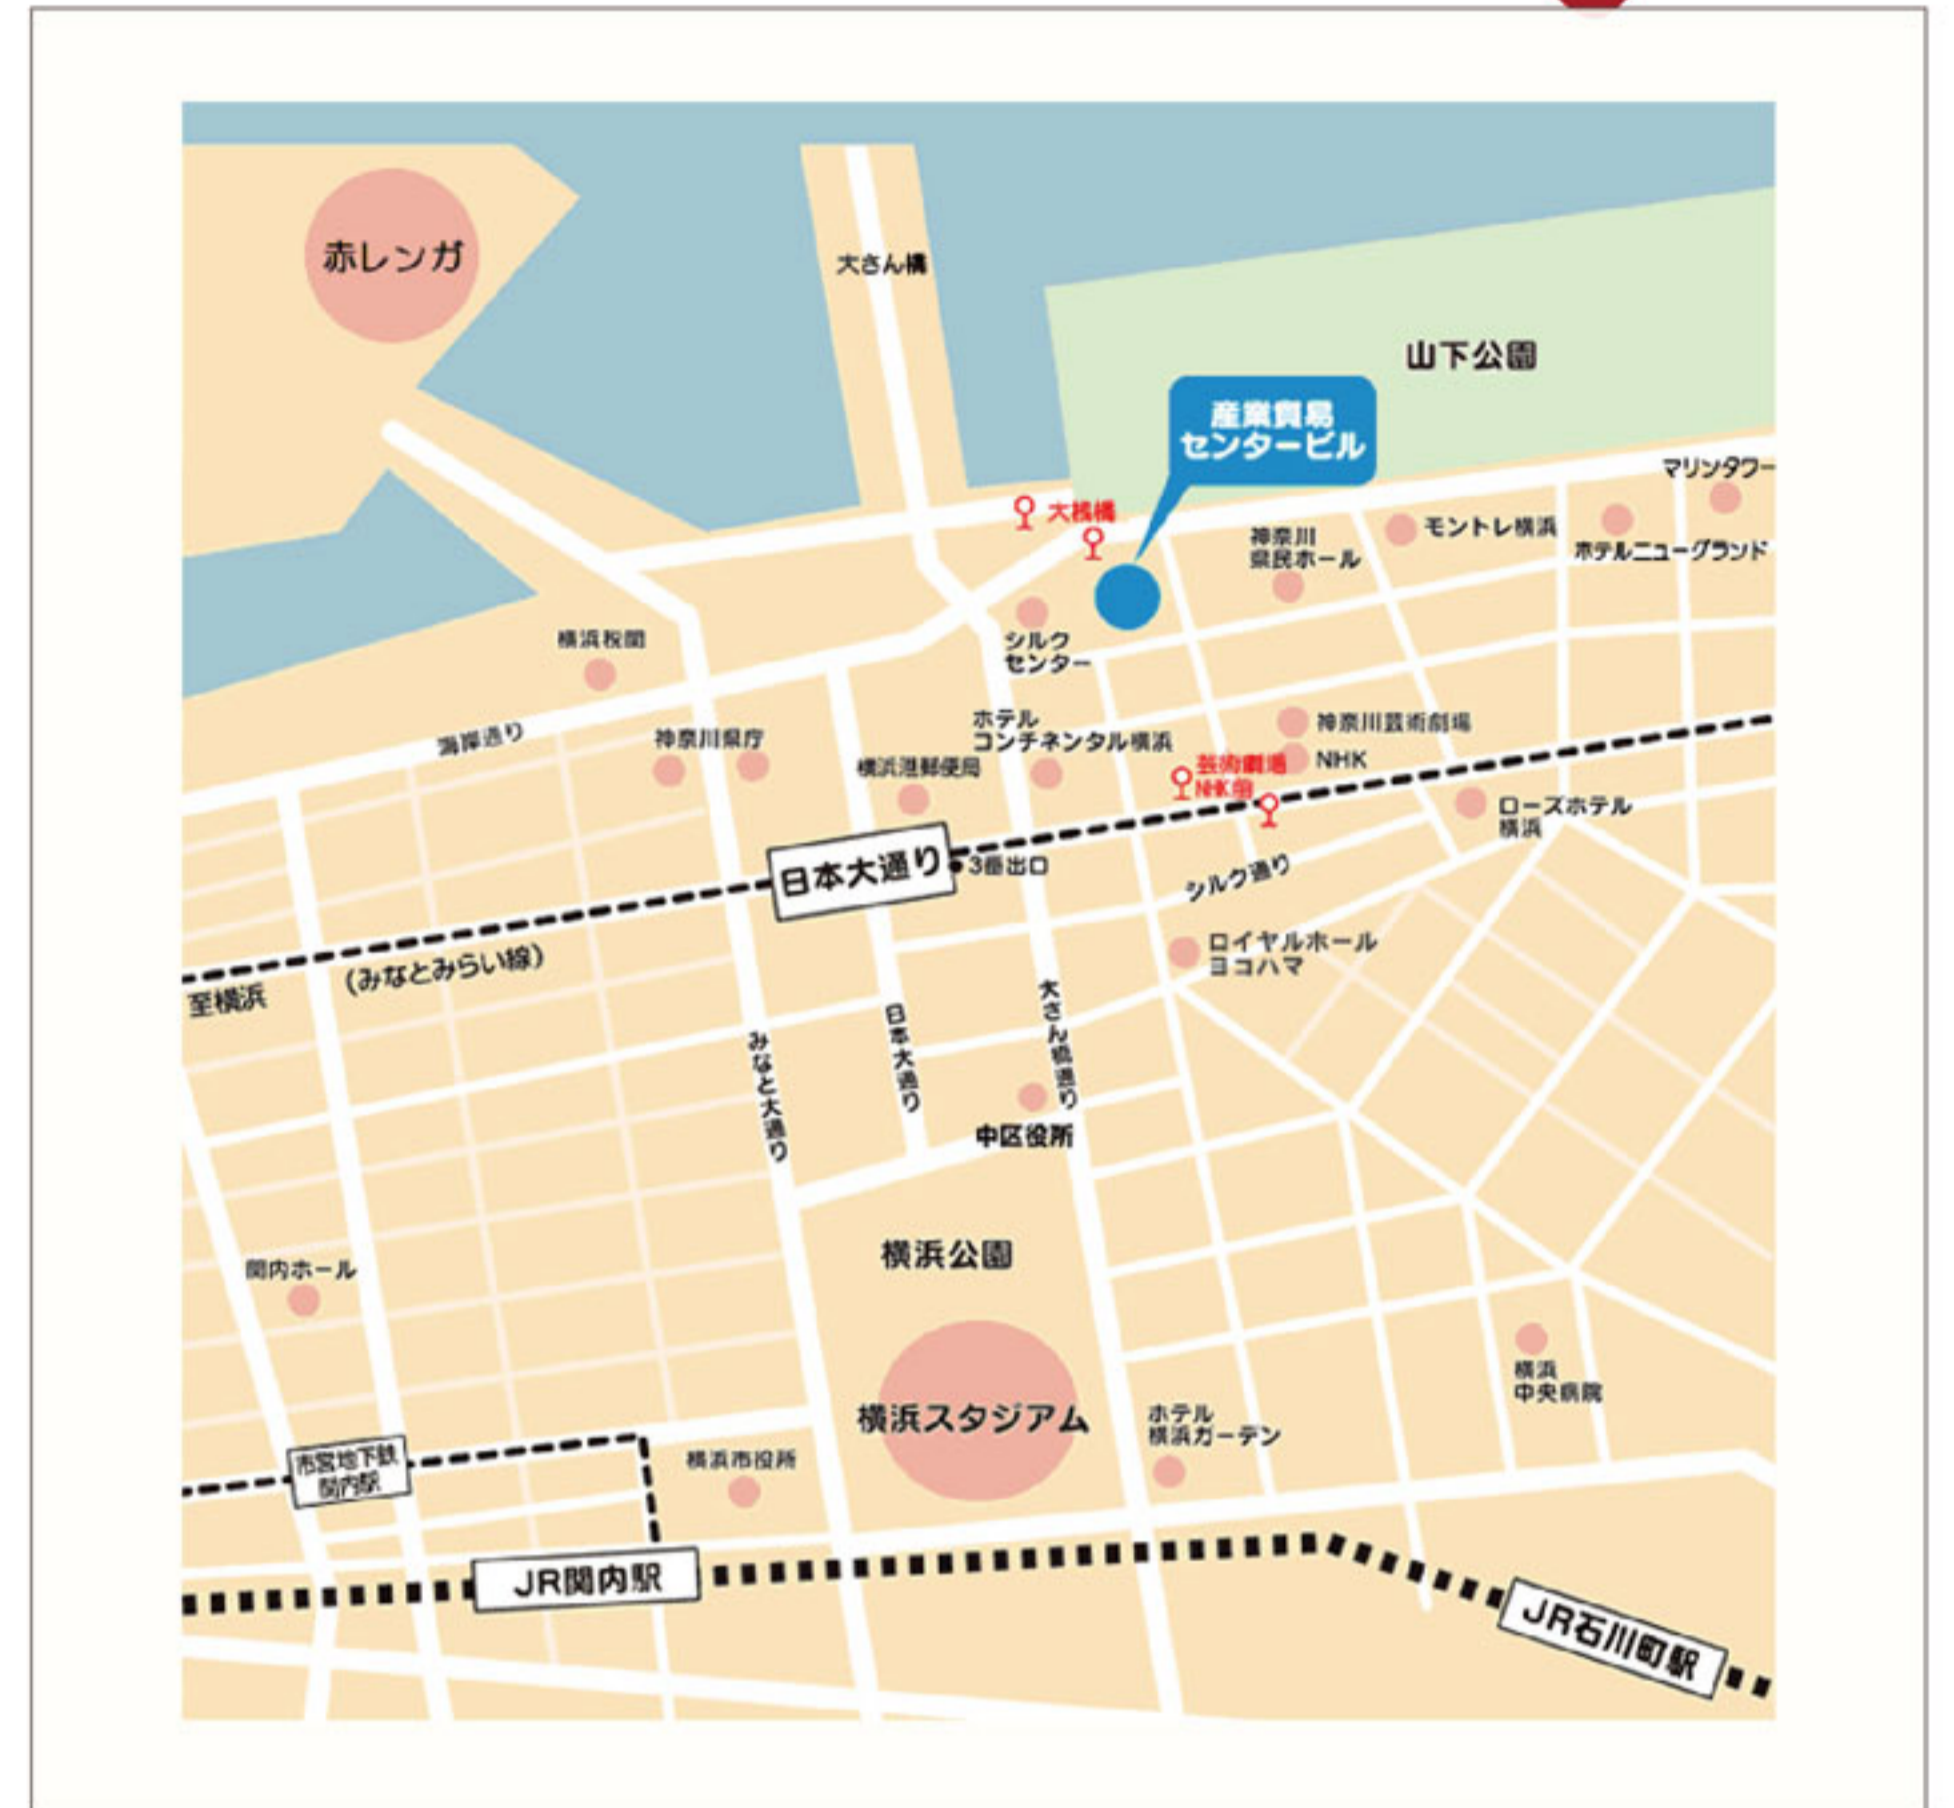 赤レンガ
大さん橋
山下公園
産業貿易
センタービル
マリンタワー
大桟橋
神奈川
県民ホール
モントレ横浜
ホテルニューグランド
横浜税関
シルク
センター
海岸通り
神奈川県庁
ホテル
コンチネンタル横浜
横浜港郵便局
神奈川芸術劇場
NHK
芸術劇場
NHK前
ローズホテル
横浜
日本大通り
3番出口
シルク通り
ロイヤルホール
ヨコハマ
(みなとみらい線)
至横浜
みなと大通り
日本大通り
大さん橋通り
中区役所
横浜公園
関内ホール
横浜スタジアム
横浜
中央病院
ホテル
横浜ガーデン
市営地下鉄
関内駅
横浜市役所
JR関内駅
JR石川町駅